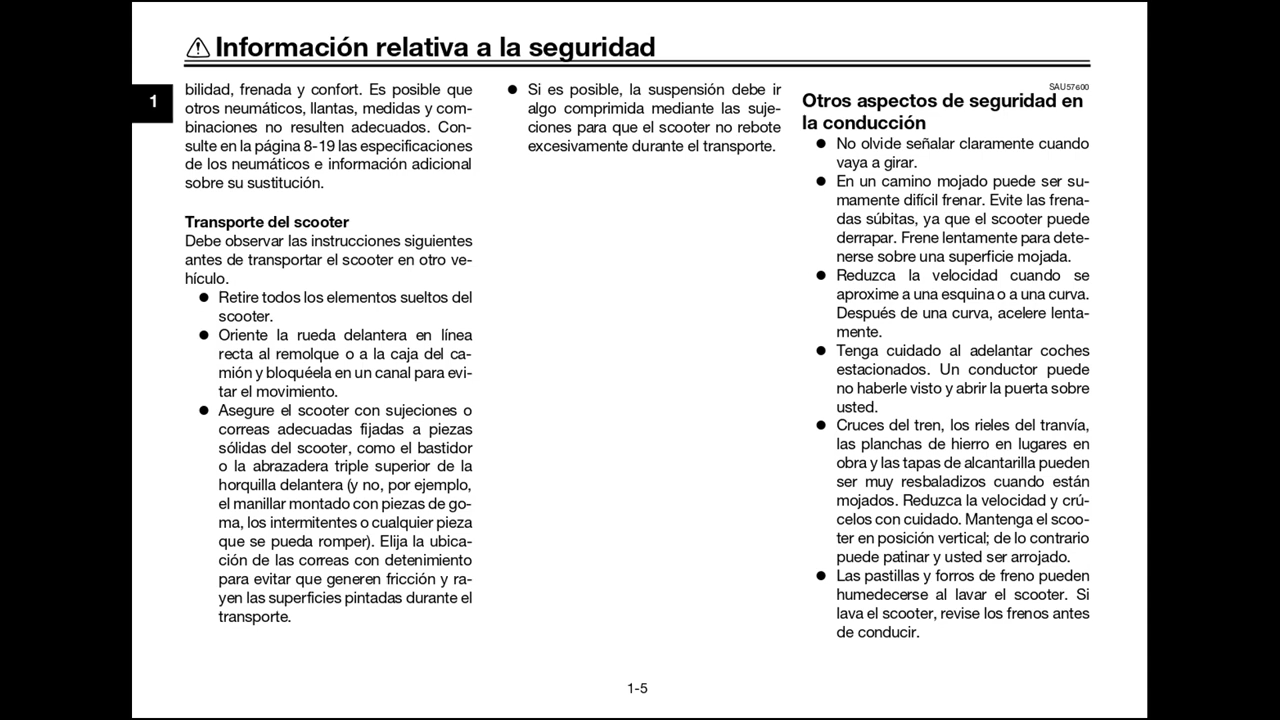 Información relativa a la seguridad
1
bilidad, frenada y confort. Es posible que
otros neumáticos, llantas, medidas y com-
binaciones no resulten adecuados. Con-
sulte en la página 8-19 las especificaciones
de los neumáticos e información adicional
sobre su sustitución.
Transporte del scooter
Debe observar las instrucciones siguientes
antes de transportar el scooter en otro ve-
hículo.
● Retire todos los elementos sueltos del
scooter.
● Oriente la rueda delantera en línea
recta al remolque o a la caja del ca-
mión y bloquéela en un canal para evi-
tar el movimiento.
● Asegure el scooter con sujeciones o
correas adecuadas fijadas a piezas
sólidas del scooter, como el bastidor
o la abrazadera triple superior de la
horquilla delantera (y no, por ejemplo,
el manillar montado con piezas de go-
ma, los intermitentes o cualquier pieza
que se pueda romper). Elija la ubica-
ción de las correas con detenimiento
para evitar que generen fricción y ra-
yen las superficies pintadas durante el
transporte.
● Si es posible, la suspensión debe ir
algo comprimida mediante las suje-
ciones para que el scooter no rebote
excesivamente durante el transporte.
SAU57600
Otros aspectos de seguridad en
la conducción
● No olvide señalar claramente cuando
vaya a girar.
● En un camino mojado puede ser su-
mamente difícil frenar. Evite las frena-
das súbitas, ya que el scooter puede
derrapar. Frene lentamente para dete-
nerse sobre una superficie mojada.
● Reduzca la velocidad cuando se
aproxime a una esquina o a una curva.
Después de una curva, acelere lenta-
mente.
● Tenga cuidado al adelantar coches
estacionados. Un conductor puede
no haberle visto y abrir la puerta sobre
usted.
● Cruces del tren, los rieles del tranvía,
las planchas de hierro en lugares en
obra y las tapas de alcantarilla pueden
ser muy resbaladizos cuando están
mojados. Reduzca la velocidad y crú-
celos con cuidado. Mantenga el scoo-
ter en posición vertical; de lo contrario
puede patinar y usted ser arrojado.
● Las pastillas y forros de freno pueden
humedecerse al lavar el scooter. Si
lava el scooter, revise los frenos antes
de conducir.
1-5